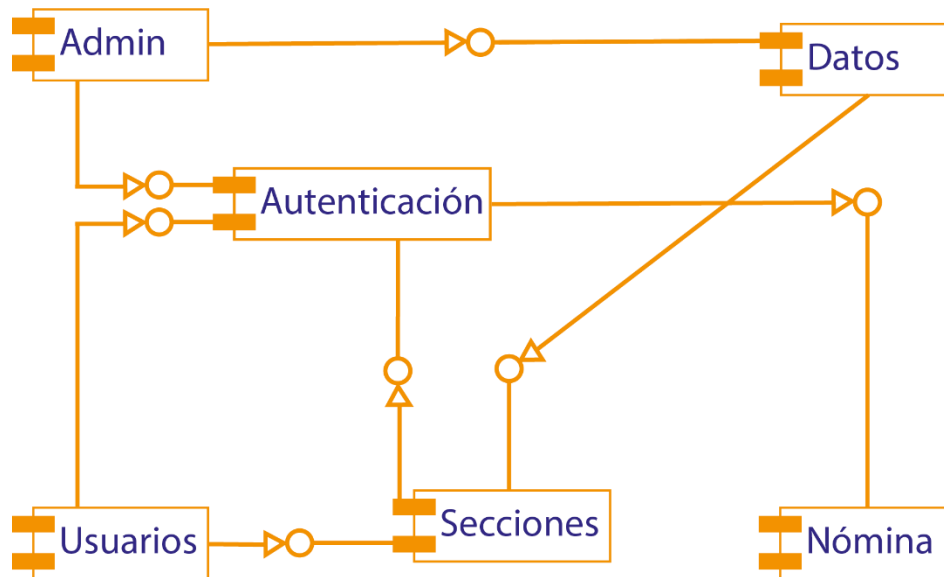 Admin
Datos
Autenticación
Usuarios
Secciones
Nómina